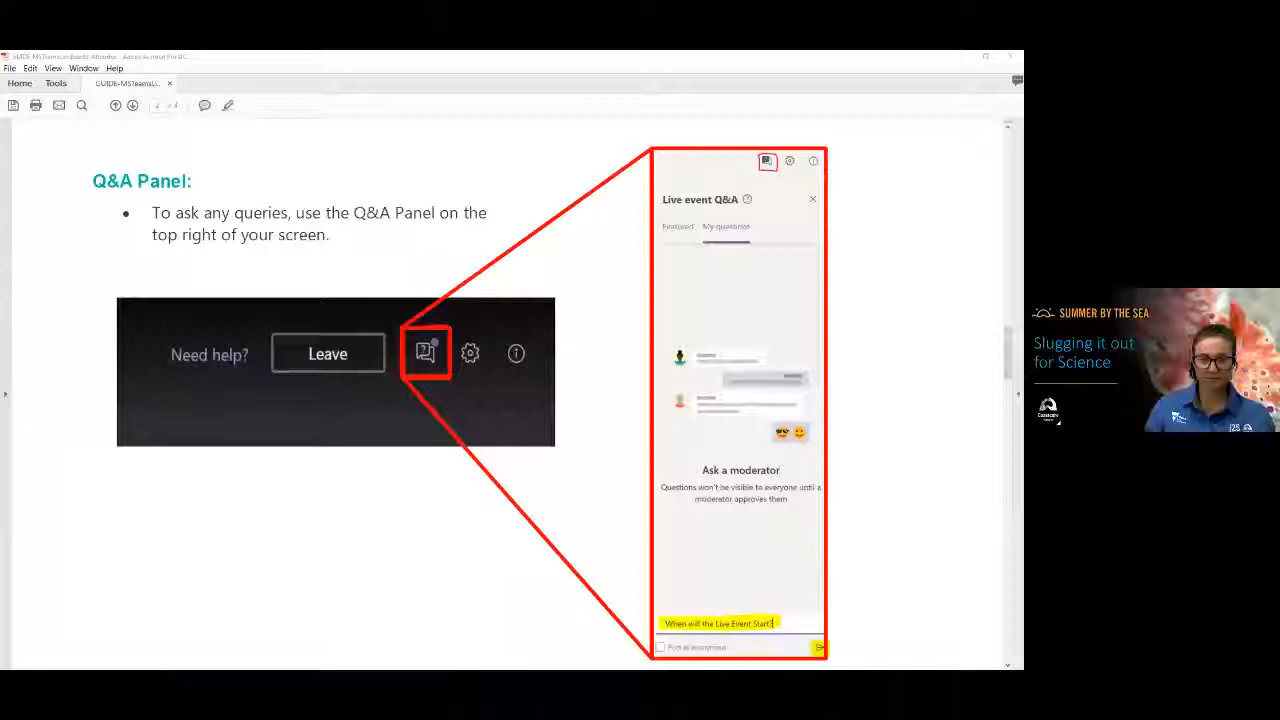 File Edit View Window Help
Home Tools GUIDE-MSTeamsLi...
Q&A Panel:
• To ask any queries, use the Q&A Panel on the
top right of your screen.
Need help? Leave
Live event Q&A
Featured My questions
Ask a moderator
Questions won't be visible to everyone until a
moderator approves them
When will the Live Event Start?
Post as anonymous
SUMMER BY THE SEA
Slugging it out
for Science
Coastcare